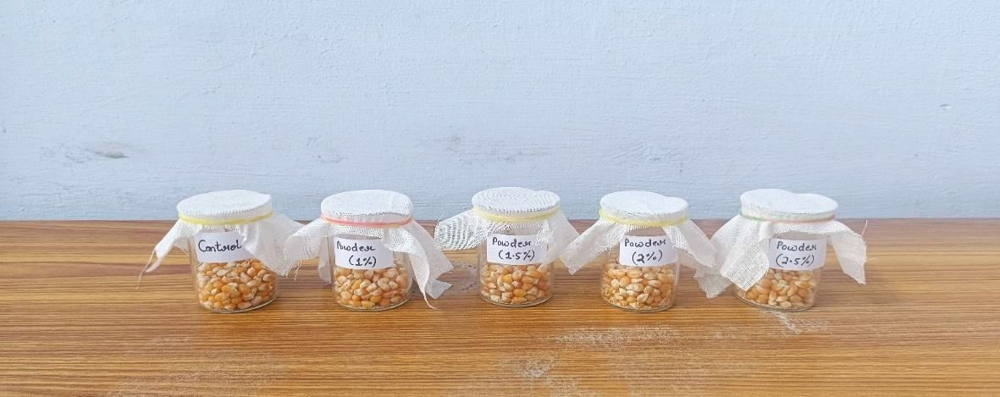 Control
Powder
(1%)
Powder
(1.5%)
Powder
(2%)
Powder
(2.5%)